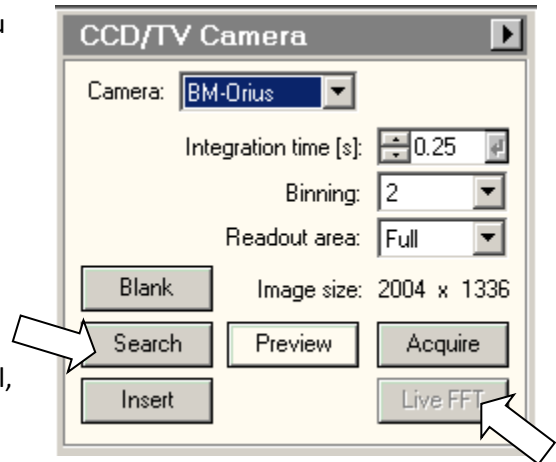 CCD/TV Camera
Camera: BM-Orius
Integration time [s]: 0.25
Binning: 2
Readout area: Full
Blank Image size: 2004 x 1336
Search Preview Acquire
Insert Live FFT